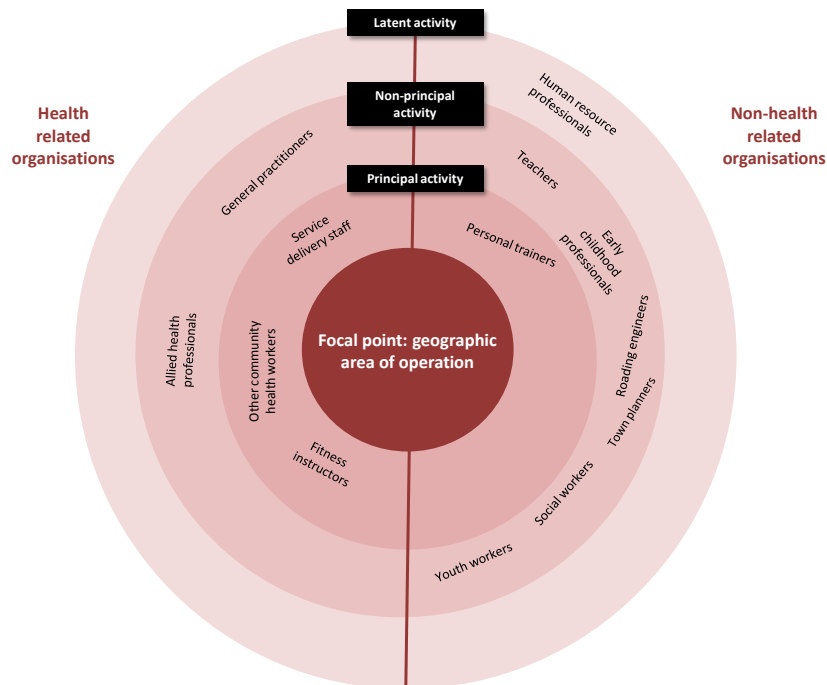 Latent activity
Health
related
organisations
Non-principal
activity
Human resource
professionals
Non-health
related
organisations
General practitioners
Principal activity
Teachers
Service
delivery staff
Personal trainers
Early
childhood
professionals
Allied health
professionals
Other community
health workers
Focal point: geographic
area of operation
Roading engineers
Town planners
Fitness
instructors
Social workers
Youth workers